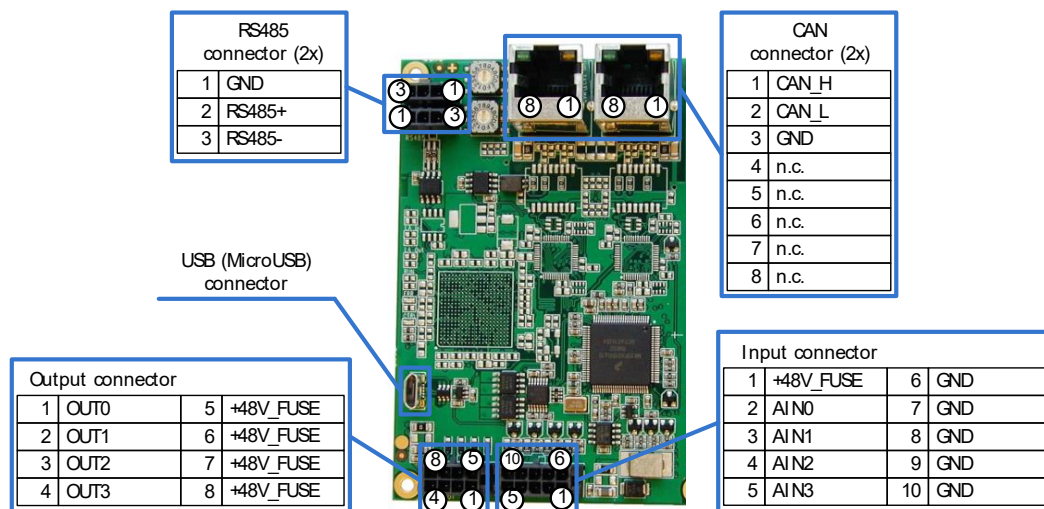 RS485
connector (2x)
1 GND
2 RS485+
3 RS485-
CAN
connector (2x)
1 CAN_H
2 CAN_L
3 GND
4 n.c.
5 n.c.
6 n.c.
7 n.c.
8 n.c.
3 1
1 3
RS485
8 1 8 1
USB (MicroUSB)
connector
Output connector
1 OUT0 5 +48V_FUSE
2 OUT1 6 +48V_FUSE
3 OUT2 7 +48V_FUSE
4 OUT3 8 +48V_FUSE
Input connector
1 +48V_FUSE 6 GND
2 AIN0 7 GND
3 AIN1 8 GND
4 AIN2 9 GND
5 AIN3 10 GND
8 5 10 6
4 1 5 1